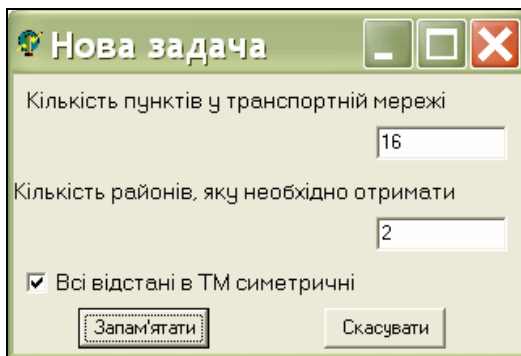 Нова задача
Кількість пунктів у транспортній мережі
16
Кількість районів, яку необхідно отримати
2
Всі відстані в ТМ симетричні
Запам'ятати Скасувати